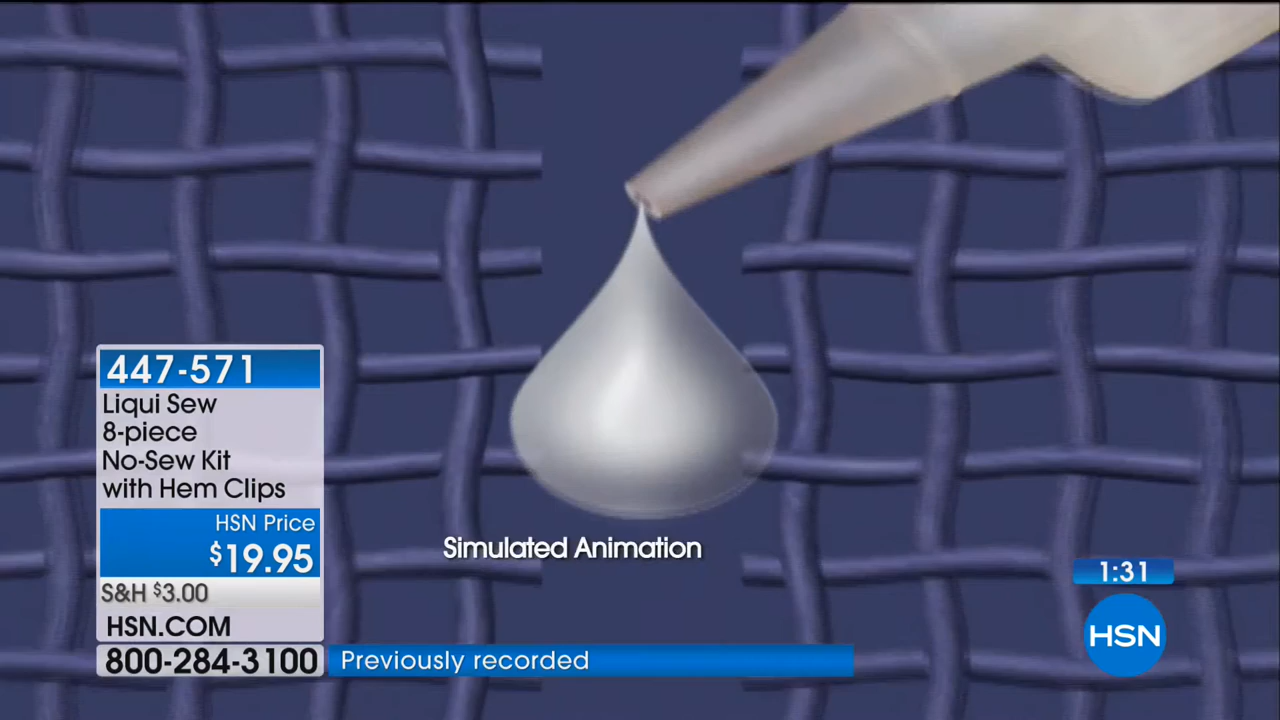 447-571
Liqui Sew
8-piece
No-Sew Kit
with Hem Clips
HSN Price
$19.95
S&H $3.00
HSN.COM
800-284-3100
Previously recorded
Simulated Animation
1:31
HSN